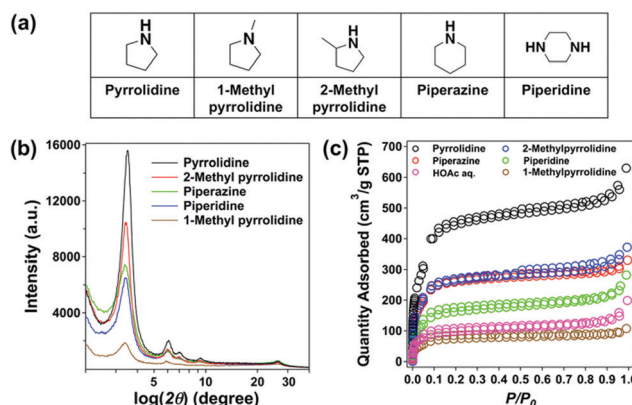 (a)
H
N
N
H
N
H
N
HN
NH
Pyrrolidine
1-Methyl
pyrrolidine
2-Methyl
pyrrolidine
Piperazine
Piperidine
(b)
16000
12000
8000
4000
Intensity (a.u.)
Pyrrolidine
2-Methyl pyrrolidine
Piperazine
Piperidine
1-Methyl pyrrolidine
5
10
20
30
log(2θ) (degree)
(c)
700
600
500
400
300
200
100
0
Quantity Adsorbed (cm³/g STP)
Pyrrolidine
2-Methylpyrrolidine
Piperazine
Piperidine
HOAc aq.
1-Methylpyrrolidine
0.0 0.1 0.2 0.3 0.4 0.5 0.6 0.7 0.8 0.9 1.0
P/P₀